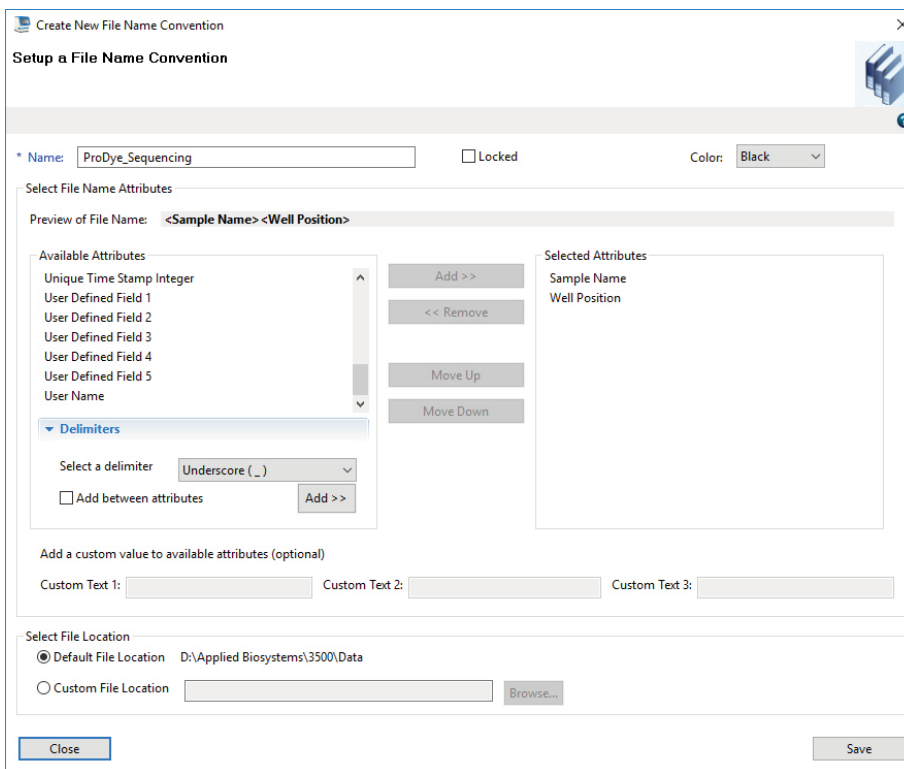 Create New File Name Convention
Setup a File Name Convention
* Name: ProDye_Sequencing Locked Color: Black
Select File Name Attributes
Preview of File Name: <Sample Name><Well Position>
Available Attributes Selected Attributes
Unique Time Stamp Integer Add >> Sample Name
User Defined Field 1 Well Position
User Defined Field 2 << Remove
User Defined Field 3
User Defined Field 4
User Defined Field 5 Move Up
User Name
Move Down
Delimiters
Select a delimiter Underscore ( _ )
Add between attributes Add >>
Add a custom value to available attributes (optional)
Custom Text 1: Custom Text 2: Custom Text 3:
Select File Location
Default File Location D:\Applied Biosystems\3500\Data
Custom File Location Browse...
Close Save